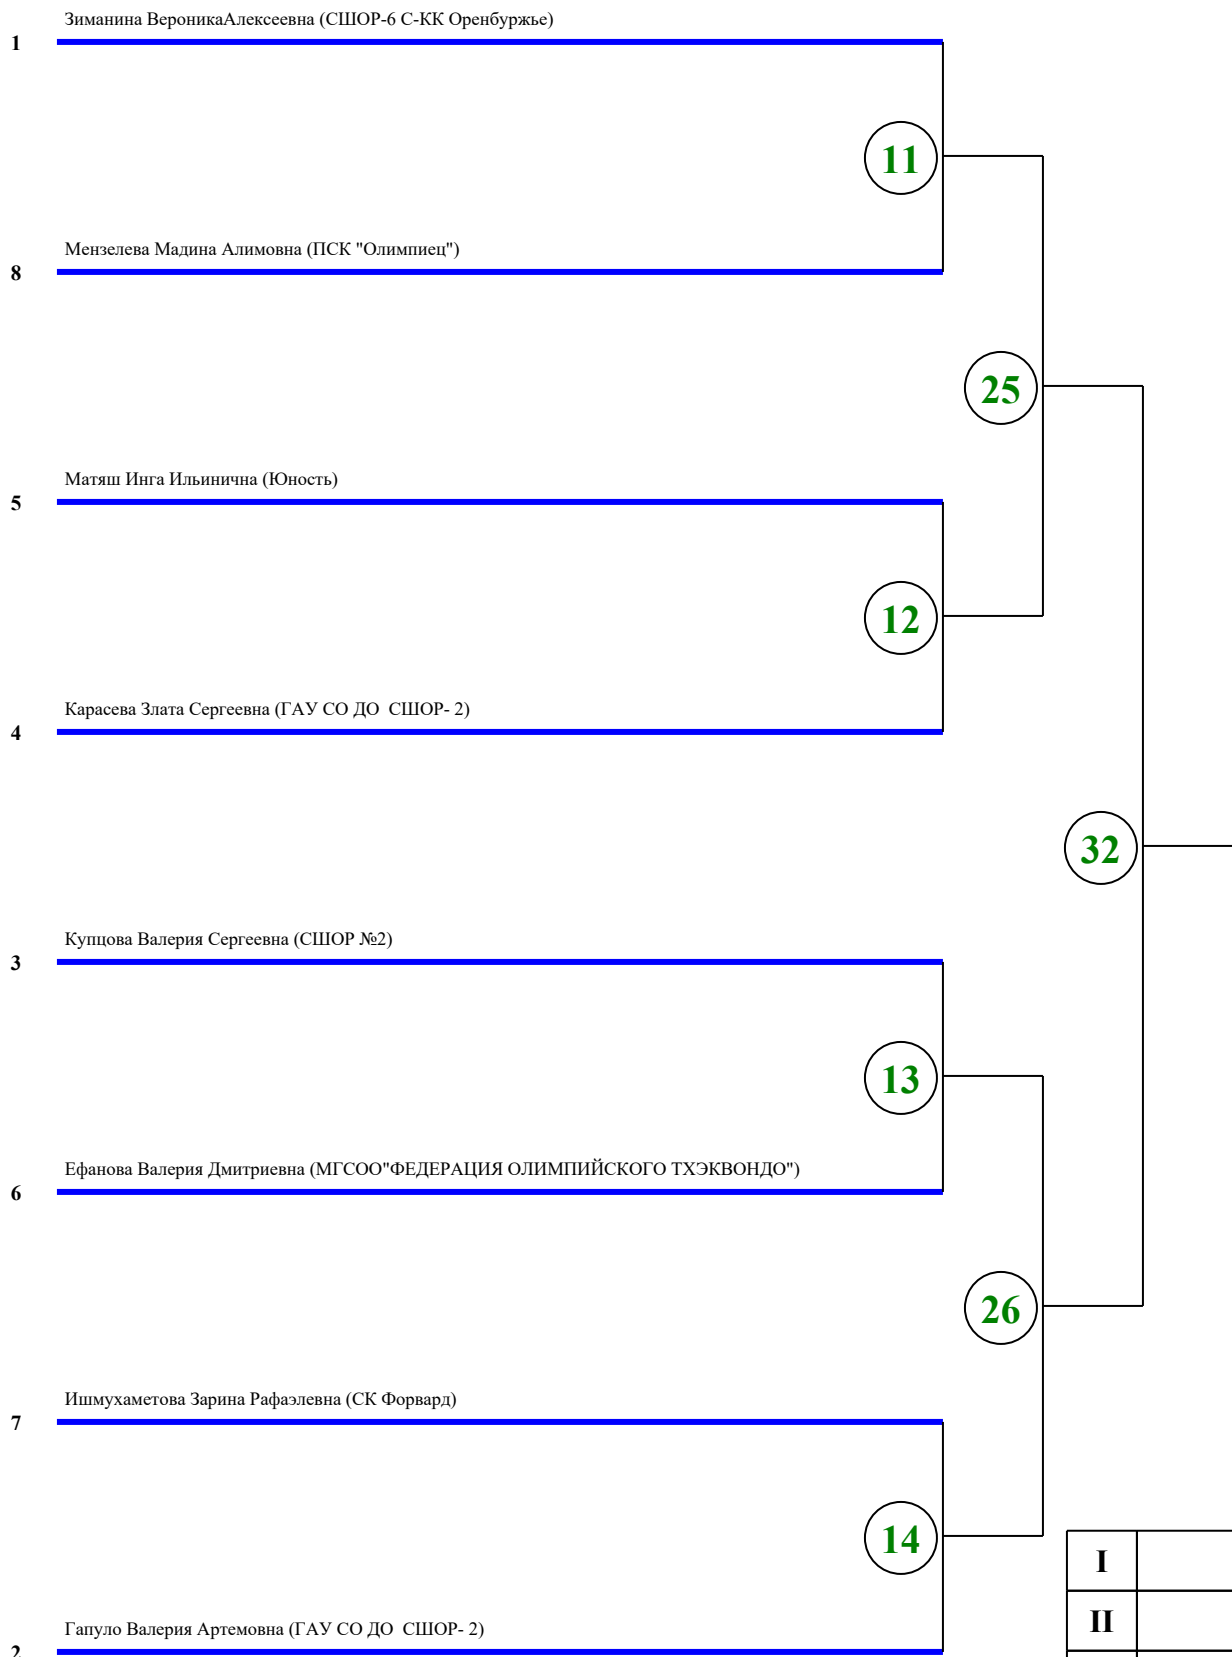 Зиманина ВероникаАлексеевна (СШОР-6 С-КК Оренбуржье)
1
11
Мензелева Мадина Алимовна (ПСК "Олимпиец")
8
25
Матяш Инга Ильинична (Юность)
5
12
Карасева Злата Сергеевна (ГАУ СО ДО  СШОР- 2)
4
32
Купцова Валерия Сергеевна (СШОР №2)
3
13
Ефанова Валерия Дмитриевна (МГСОО"ФЕДЕРАЦИЯ ОЛИМПИЙСКОГО ТХЭКВОНДО")
6
26
Ишмухаметова Зарина Рафаэлевна (СК Форвард)
7
14
I
II
Гапуло Валерия Артемовна (ГАУ СО ДО  СШОР- 2)
2